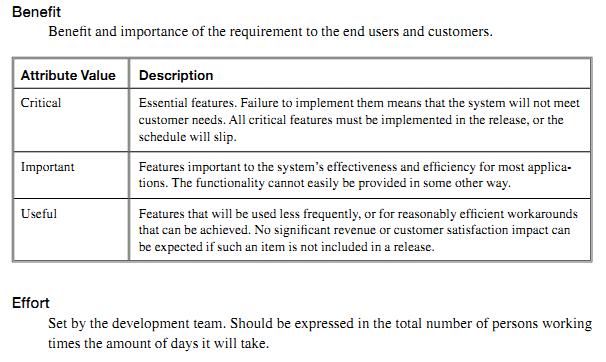 Benefit
Benefit and importance of the requirement to the end users and customers.
Attribute Value Description
Critical Essential features. Failure to implement them means that the system will not meet
customer needs. All critical features must be implemented in the release, or the
schedule will slip.
Important Features important to the system's effectiveness and efficiency for most applica-
tions. The functionality cannot easily be provided in some other way.
Useful Features that will be used less frequently, or for reasonably efficient workarounds
that can be achieved. No significant revenue or customer satisfaction impact can
be expected if such an item is not included in a release.
Effort
Set by the development team. Should be expressed in the total number of persons working
times the amount of days it will take.